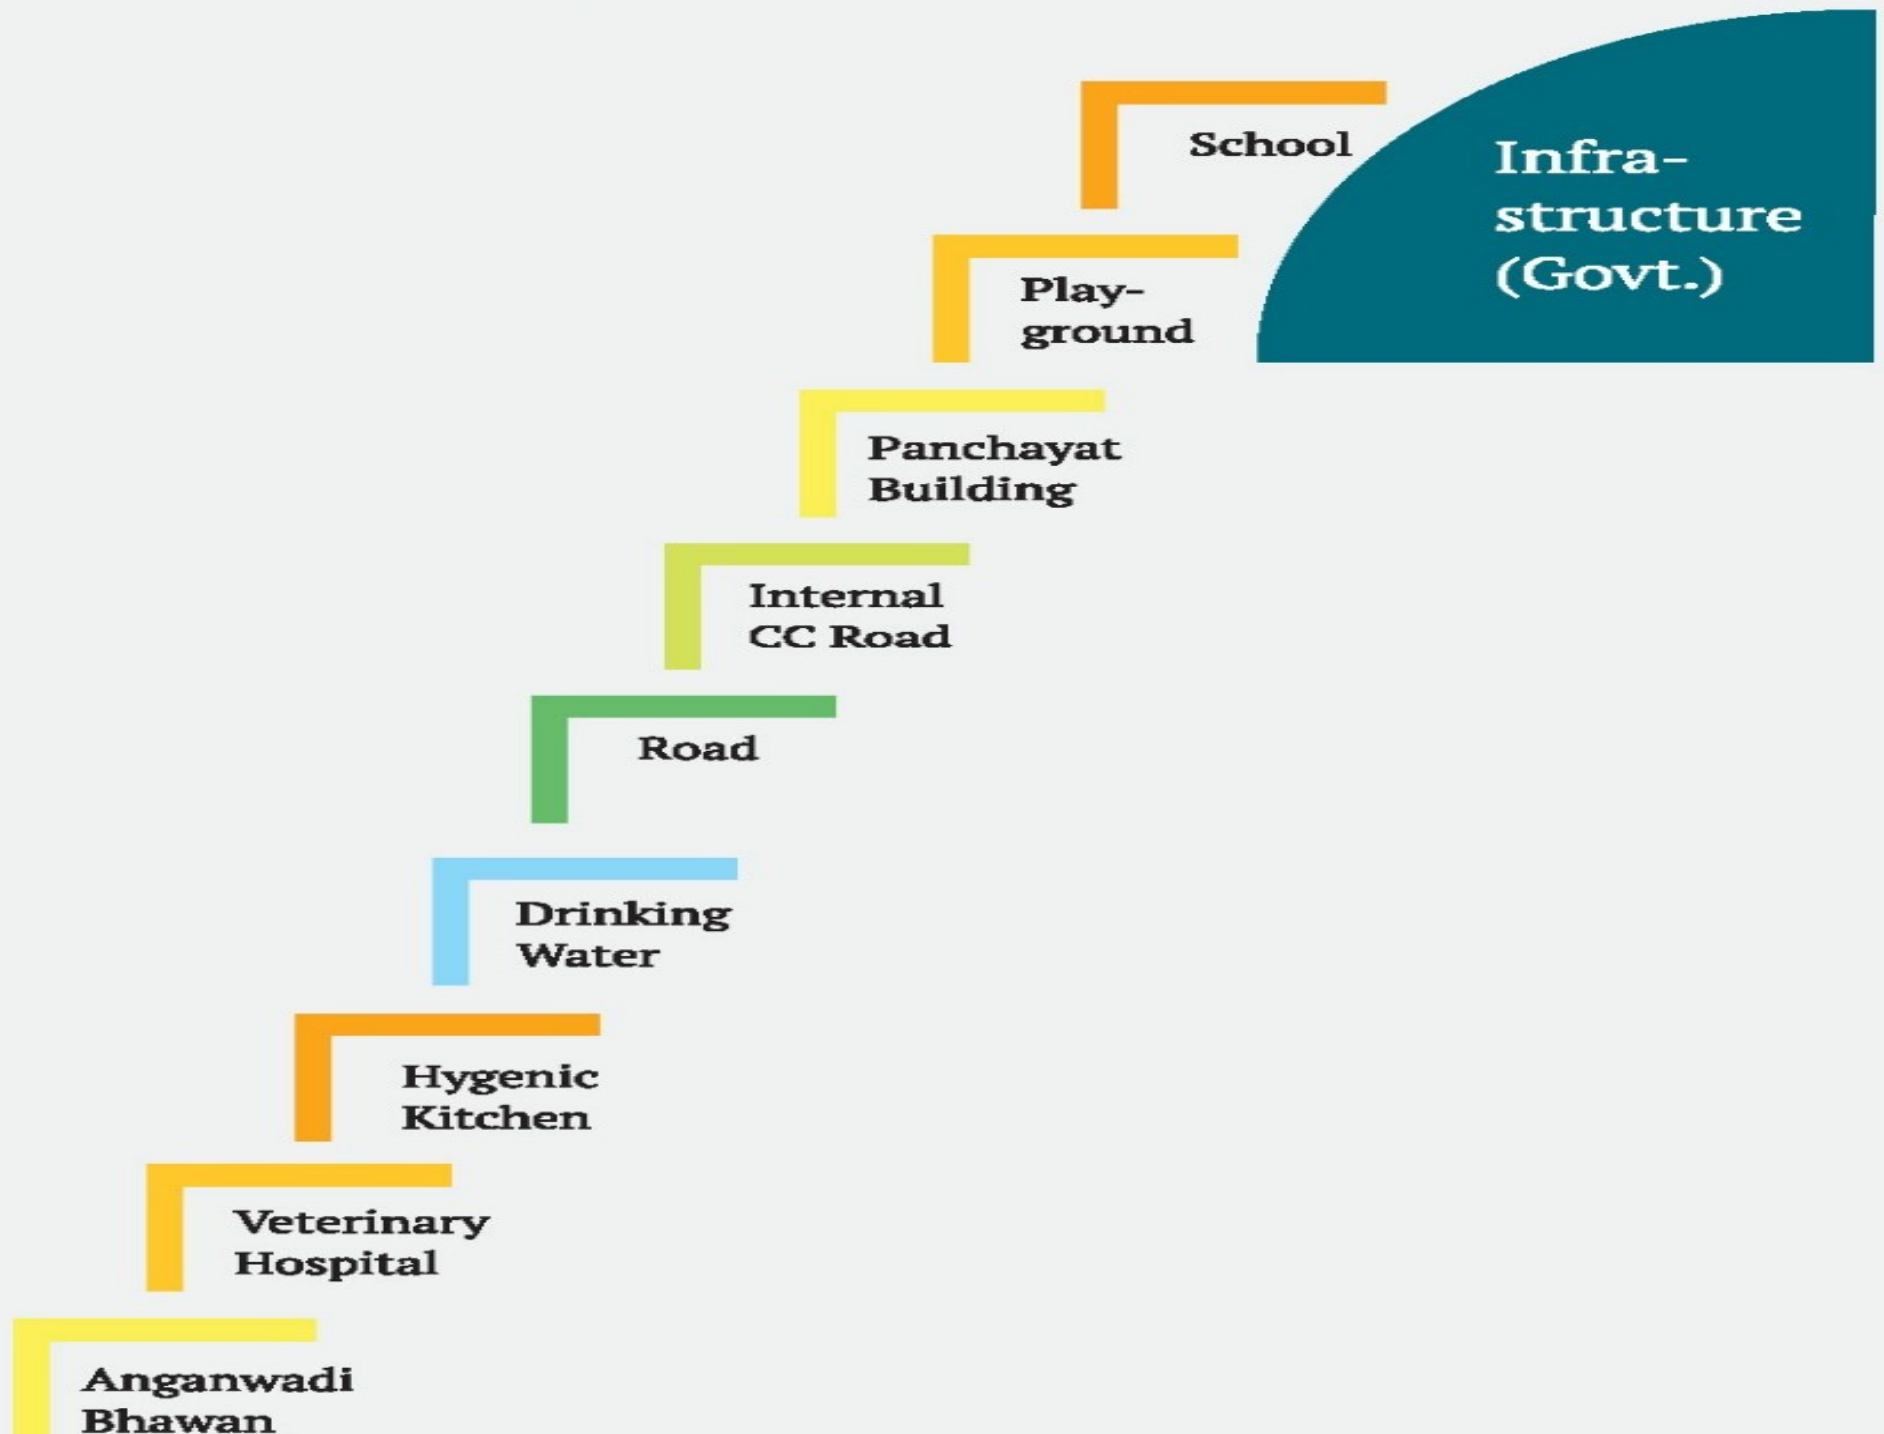 School
Infra-
structure
(Govt.)
Play-
ground
Panchayat
Building
Internal
CC Road
Road
Drinking
Water
Hygenic
Kitchen
Veterinary
Hospital
Anganwadi
Bhawan